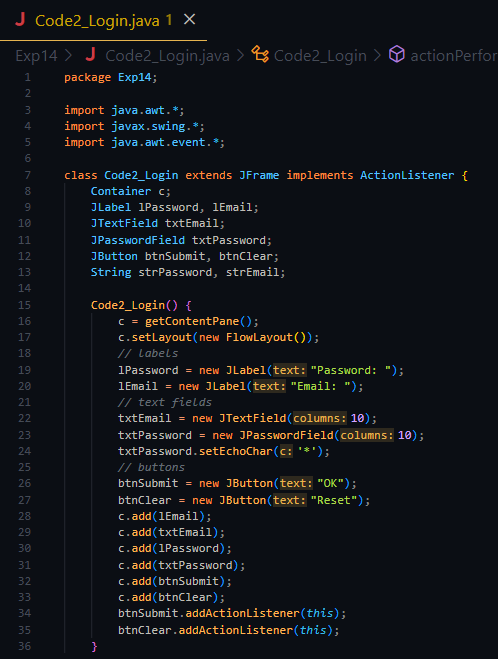 J Code2_Login.java 1 ✕
Exp14 > J Code2_Login.java > Code2_Login > actionPerfor
1 package Exp14;
2
3 import java.awt.*;
4 import javax.swing.*;
5 import java.awt.event.*;
6
7 class Code2_Login extends JFrame implements ActionListener {
8 Container c;
9 JLabel lPassword, lEmail;
10 JTextField txtEmail;
11 JPasswordField txtPassword;
12 JButton btnSubmit, btnClear;
13 String strPassword, strEmail;
14
15 Code2_Login() {
16 c = getContentPane();
17 c.setLayout(new FlowLayout());
18 // labels
19 lPassword = new JLabel(text: "Password: ");
20 lEmail = new JLabel(text: "Email: ");
21 // text fields
22 txtEmail = new JTextField(columns: 10);
23 txtPassword = new JPasswordField(columns: 10);
24 txtPassword.setEchoChar(c: '*');
25 // buttons
26 btnSubmit = new JButton(text: "OK");
27 btnClear = new JButton(text: "Reset");
28 c.add(lEmail);
29 c.add(txtEmail);
30 c.add(lPassword);
31 c.add(txtPassword);
32 c.add(btnSubmit);
33 c.add(btnClear);
34 btnSubmit.addActionListener(this);
35 btnClear.addActionListener(this);
36 }